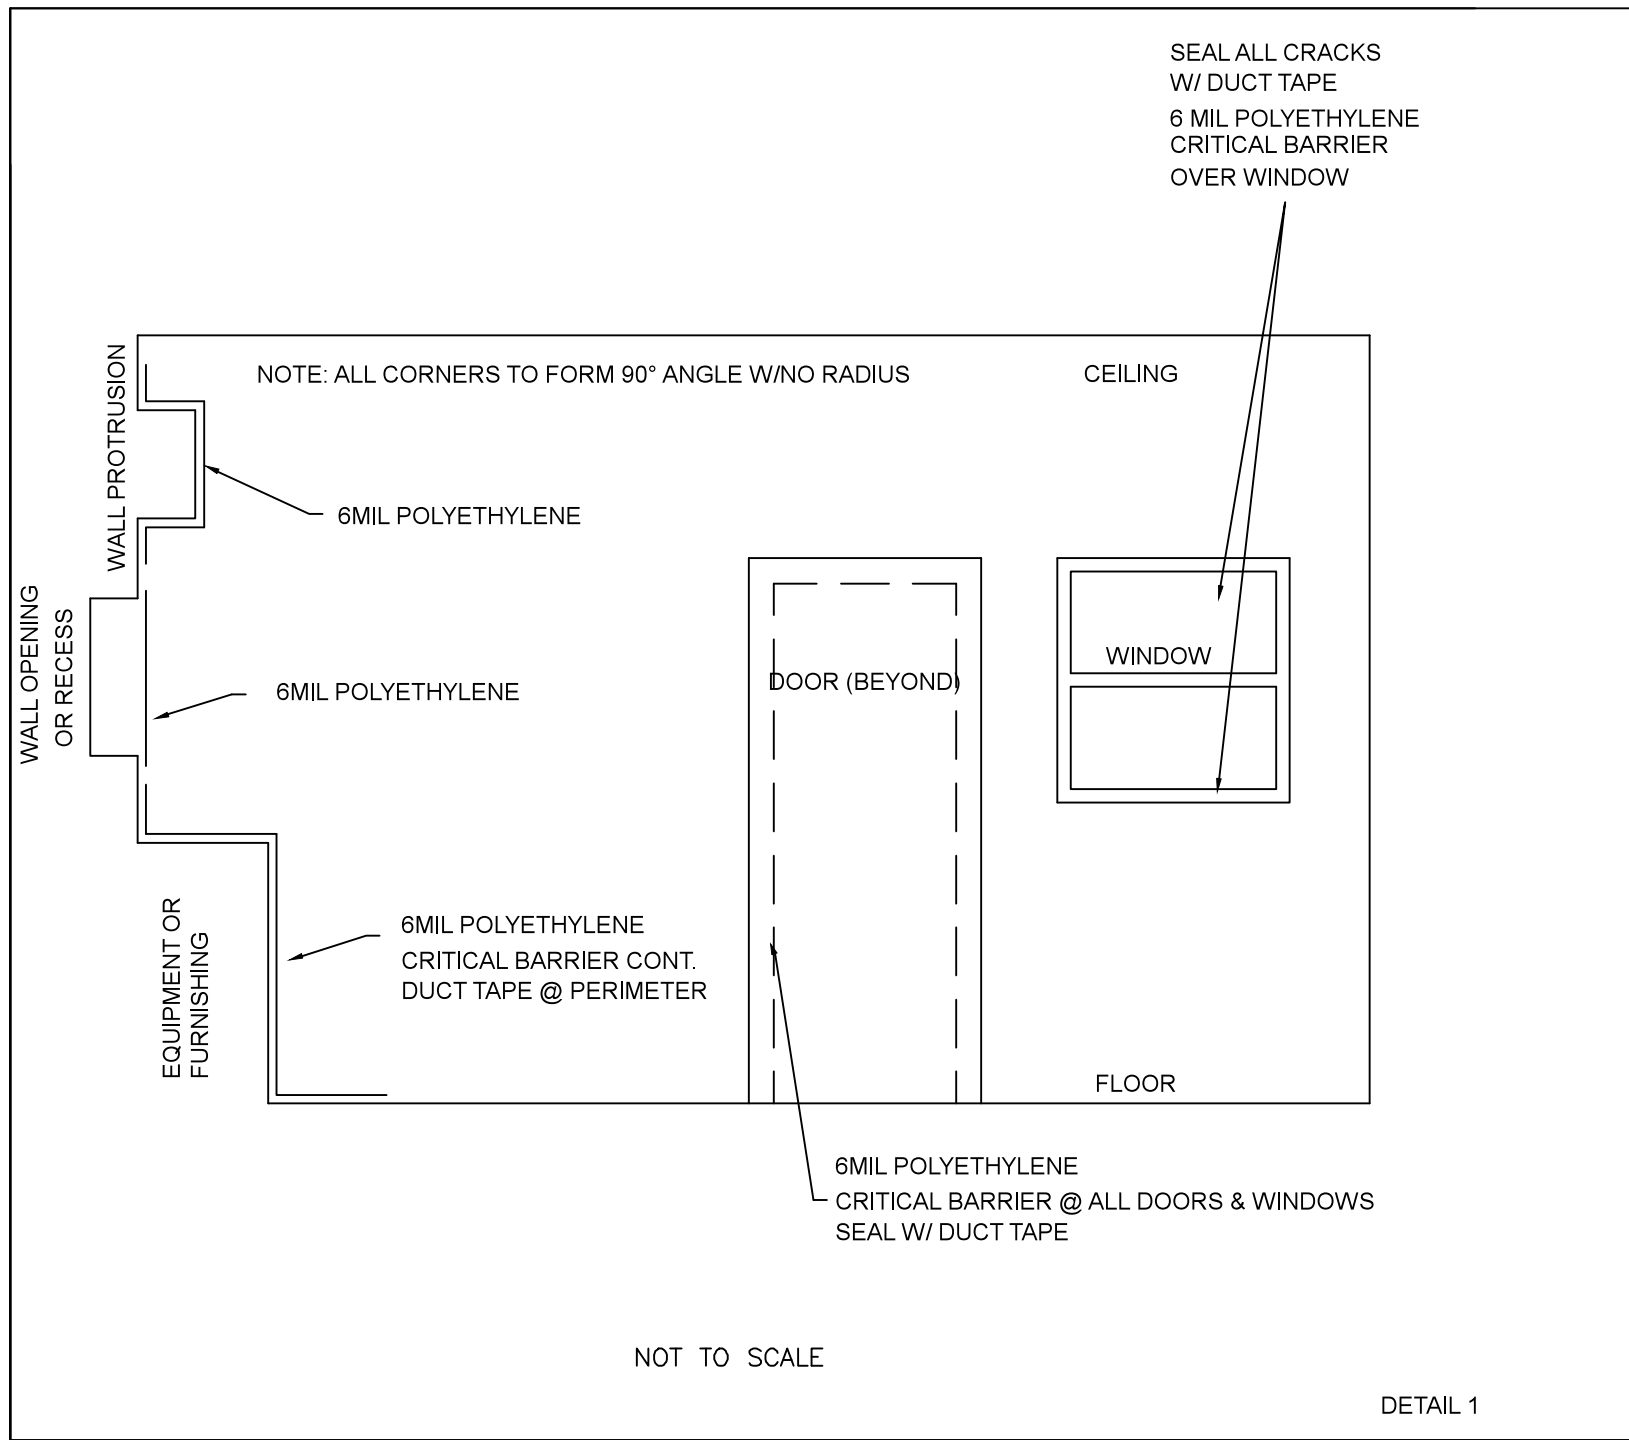 SEAL ALL CRACKS
W/ DUCT TAPE
6 MIL POLYETHYLENE
CRITICAL BARRIER
OVER WINDOW
NOTE: ALL CORNERS TO FORM 90° ANGLE W/NO RADIUS
CEILING
WALL PROTRUSION
6MIL POLYETHYLENE
WALL OPENING
OR RECESS
6MIL POLYETHYLENE
DOOR (BEYOND)
WINDOW
EQUIPMENT OR
FURNISHING
6MIL POLYETHYLENE
CRITICAL BARRIER CONT.
DUCT TAPE @ PERIMETER
FLOOR
6MIL POLYETHYLENE
CRITICAL BARRIER @ ALL DOORS & WINDOWS
SEAL W/ DUCT TAPE
NOT TO SCALE
DETAIL 1